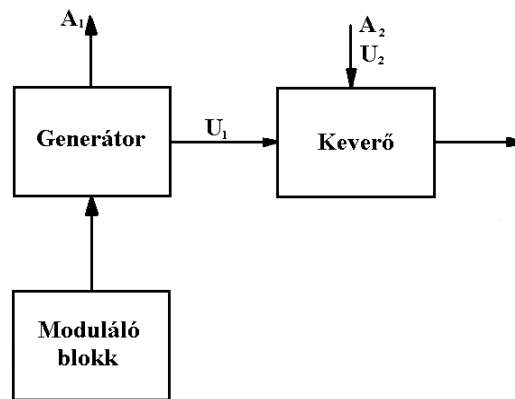 A₁
A₂
U₂
Generátor
U₁
Keverő
Moduláló
blokk